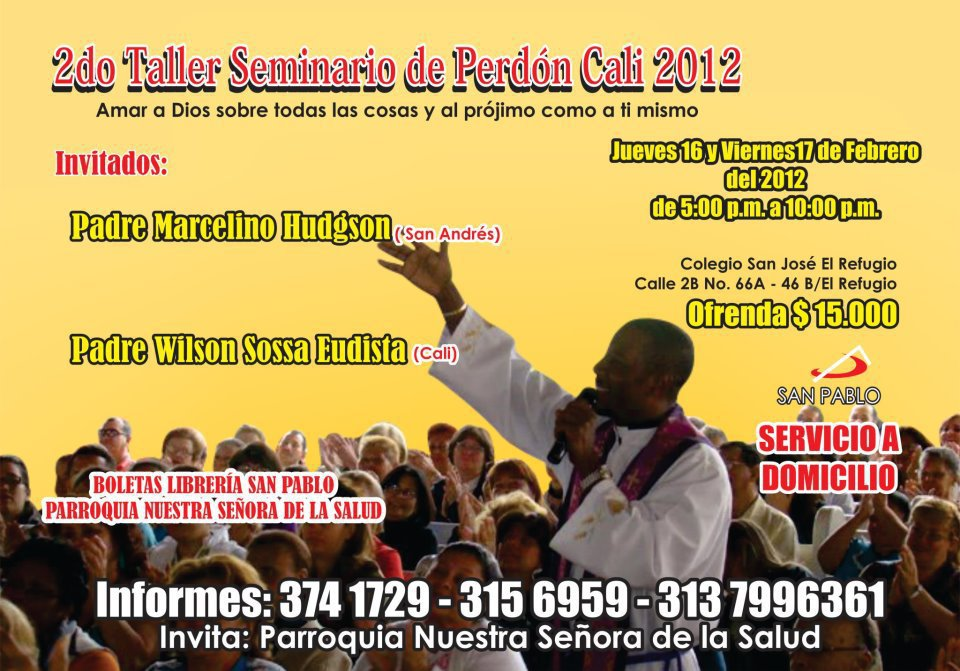 2do Taller Seminario de Perdón Cali 2012
Amar a Dios sobre todas las cosas y al prójimo como a ti mismo
Invitados:
Padre Marcelino Hudgson ( San Andrés)
Padre Wilson Sossa Eudista (Cali)
Jueves 16 y Viernes17 de Febrero
del 2012
de 5:00 p.m. a 10:00 p.m.
Colegio San José El Refugio
Calle 2B No. 66A - 46 B/El Refugio
Ofrenda $ 15.000
SAN PABLO
SERVICIO A
DOMICILIO
BOLETAS LIBRERÍA SAN PABLO
PARROQUIA NUESTRA SEÑORA DE LA SALUD
Informes: 374 1729 - 315 6959 - 313 7996361
Invita: Parroquia Nuestra Señora de la Salud